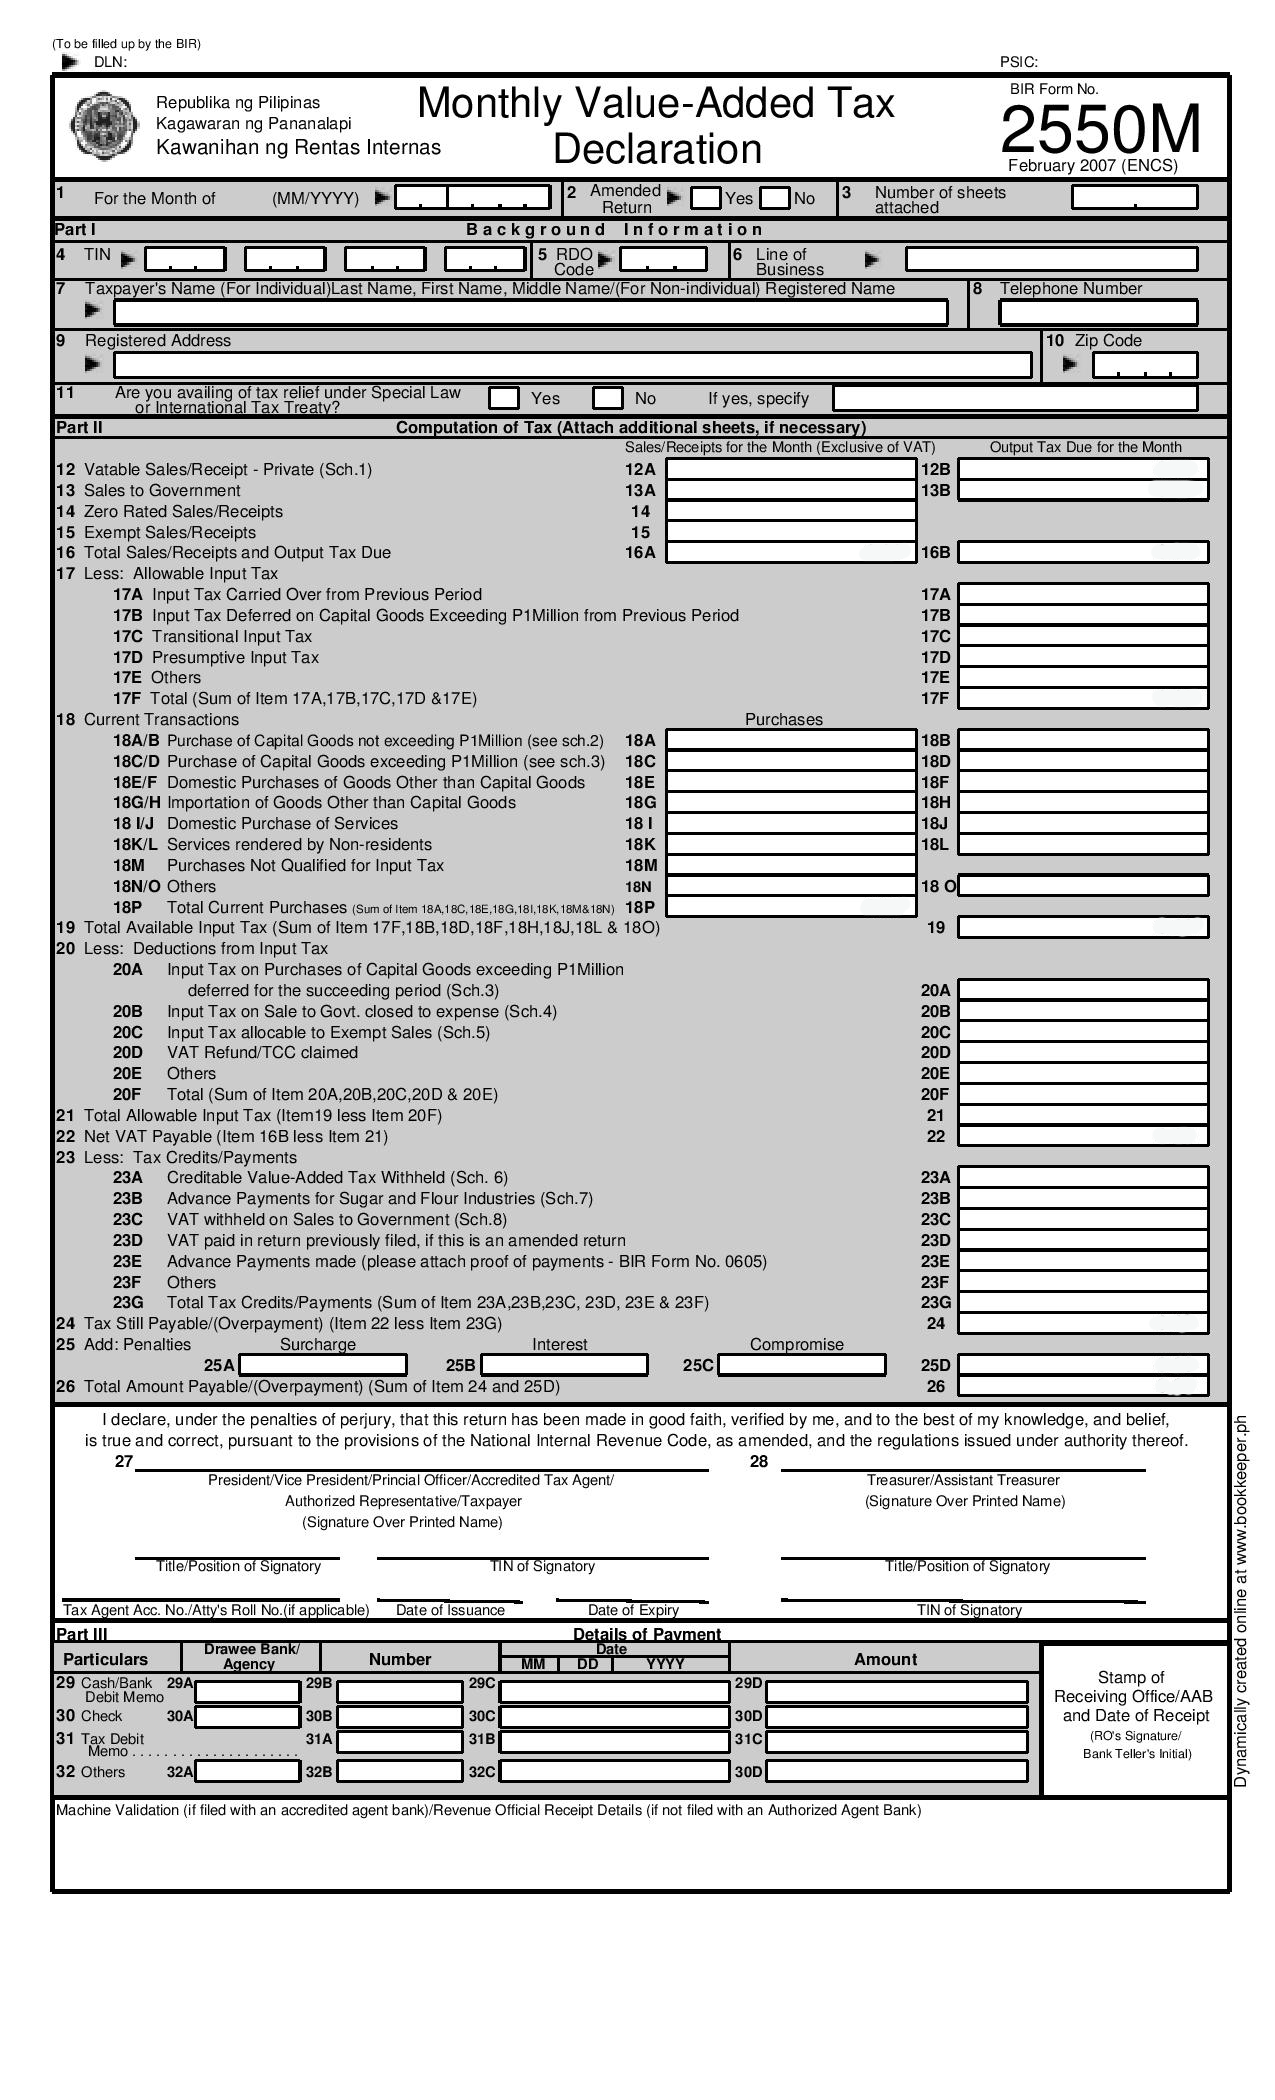 (To be filled up by the BIR)
DLN: PSIC:
Republika ng Pilipinas
Kagawaran ng Pananalapi
Kawanihan ng Rentas Internas
Monthly Value-Added Tax
Declaration
BIR Form No.
2550M
February 2007 (ENCS)
1 For the Month of (MM/YYYY) 2 Amended Return Yes No 3 Number of sheets attached
Part I Background Information
4 TIN 5 RDO Code 6 Line of Business
7 Taxpayer's Name (For Individual)Last Name, First Name, Middle Name/(For Non-individual) Registered Name 8 Telephone Number
9 Registered Address 10 Zip Code
11 Are you availing of tax relief under Special Law
or International Tax Treaty? Yes No If yes, specify
Part II Computation of Tax (Attach additional sheets, if necessary)
Sales/Receipts for the Month (Exclusive of VAT) Output Tax Due for the Month
12 Vatable Sales/Receipt - Private (Sch.1) 12A 12B
13 Sales to Government 13A 13B
14 Zero Rated Sales/Receipts 14
15 Exempt Sales/Receipts 15
16 Total Sales/Receipts and Output Tax Due 16A 16B
17 Less: Allowable Input Tax
17A Input Tax Carried Over from Previous Period 17A
17B Input Tax Deferred on Capital Goods Exceeding P1Million from Previous Period 17B
17C Transitional Input Tax 17C
17D Presumptive Input Tax 17D
17E Others 17E
17F Total (Sum of Item 17A,17B,17C,17D &17E) 17F
18 Current Transactions Purchases
18A/B Purchase of Capital Goods not exceeding P1Million (see sch.2) 18A 18B
18C/D Purchase of Capital Goods exceeding P1Million (see sch.3) 18C 18D
18E/F Domestic Purchases of Goods Other than Capital Goods 18E 18F
18G/H Importation of Goods Other than Capital Goods 18G 18H
18 I/J Domestic Purchase of Services 18 I 18J
18K/L Services rendered by Non-residents 18K 18L
18M Purchases Not Qualified for Input Tax 18M
18N/O Others 18N 18 O
18P Total Current Purchases (Sum of Item 18A,18C,18E,18G,18I,18K,18M&18N) 18P
19 Total Available Input Tax (Sum of Item 17F,18B,18D,18F,18H,18J,18L & 18O) 19
20 Less: Deductions from Input Tax
20A Input Tax on Purchases of Capital Goods exceeding P1Million
deferred for the succeeding period (Sch.3) 20A
20B Input Tax on Sale to Govt. closed to expense (Sch.4) 20B
20C Input Tax allocable to Exempt Sales (Sch.5) 20C
20D VAT Refund/TCC claimed 20D
20E Others 20E
20F Total (Sum of Item 20A,20B,20C,20D & 20E) 20F
21 Total Allowable Input Tax (Item19 less Item 20F) 21
22 Net VAT Payable (Item 16B less Item 21) 22
23 Less: Tax Credits/Payments
23A Creditable Value-Added Tax Withheld (Sch. 6) 23A
23B Advance Payments for Sugar and Flour Industries (Sch.7) 23B
23C VAT withheld on Sales to Government (Sch.8) 23C
23D VAT paid in return previously filed, if this is an amended return 23D
23E Advance Payments made (please attach proof of payments - BIR Form No. 0605) 23E
23F Others 23F
23G Total Tax Credits/Payments (Sum of Item 23A,23B,23C, 23D, 23E & 23F) 23G
24 Tax Still Payable/(Overpayment) (Item 22 less Item 23G) 24
25 Add: Penalties Surcharge Interest Compromise
25A 25B 25C 25D
26 Total Amount Payable/(Overpayment) (Sum of Item 24 and 25D) 26
I declare, under the penalties of perjury, that this return has been made in good faith, verified by me, and to the best of my knowledge, and belief,
is true and correct, pursuant to the provisions of the National Internal Revenue Code, as amended, and the regulations issued under authority thereof.
27 28
President/Vice President/Princial Officer/Accredited Tax Agent/ Treasurer/Assistant Treasurer
Authorized Representative/Taxpayer (Signature Over Printed Name)
(Signature Over Printed Name)
Title/Position of Signatory TIN of Signatory Title/Position of Signatory
Tax Agent Acc. No./Atty's Roll No.(if applicable) Date of Issuance Date of Expiry TIN of Signatory
Part III Details of Payment
Particulars Drawee Bank/ Agency Number Date MM DD YYYY Amount
29 Cash/Bank Debit Memo 29A 29B 29C 29D
30 Check 30A 30B 30C 30D
31 Tax Debit Memo . . . . . . . . . . . . . . . . . . . . . 31A 31B 31C
32 Others 32A 32B 32C 30D
Stamp of
Receiving Office/AAB
and Date of Receipt
(RO's Signature/
Bank Teller's Initial)
Machine Validation (if filed with an accredited agent bank)/Revenue Official Receipt Details (if not filed with an Authorized Agent Bank)
Dynamically created online at www.bookkeeper.ph